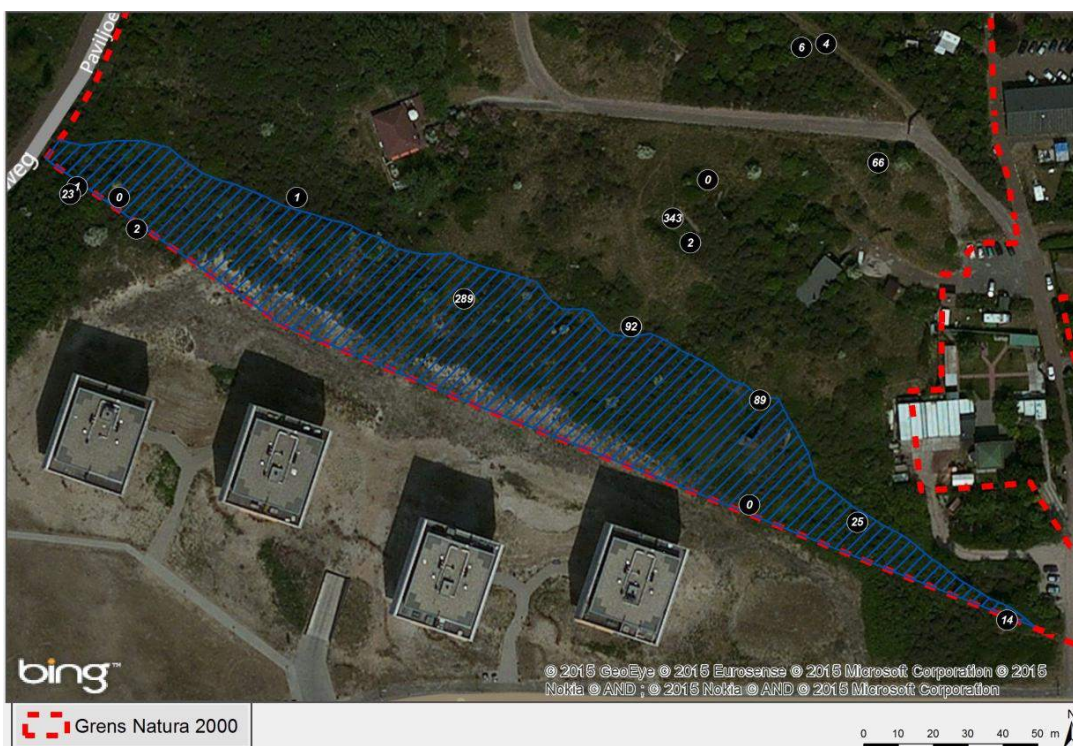 Paviljoe
weg
6
4
66
0
343
2
4
23
0
2
1
289
92
89
0
25
14
bing™
© 2015 GeoEye © 2015 Eurosense © 2015 Microsoft Corporation © 2015
Nokia © AND ; © 2015 Nokia © AND © 2015 Microsoft Corporation
Grens Natura 2000
0 10 20 30 40 50 m
N